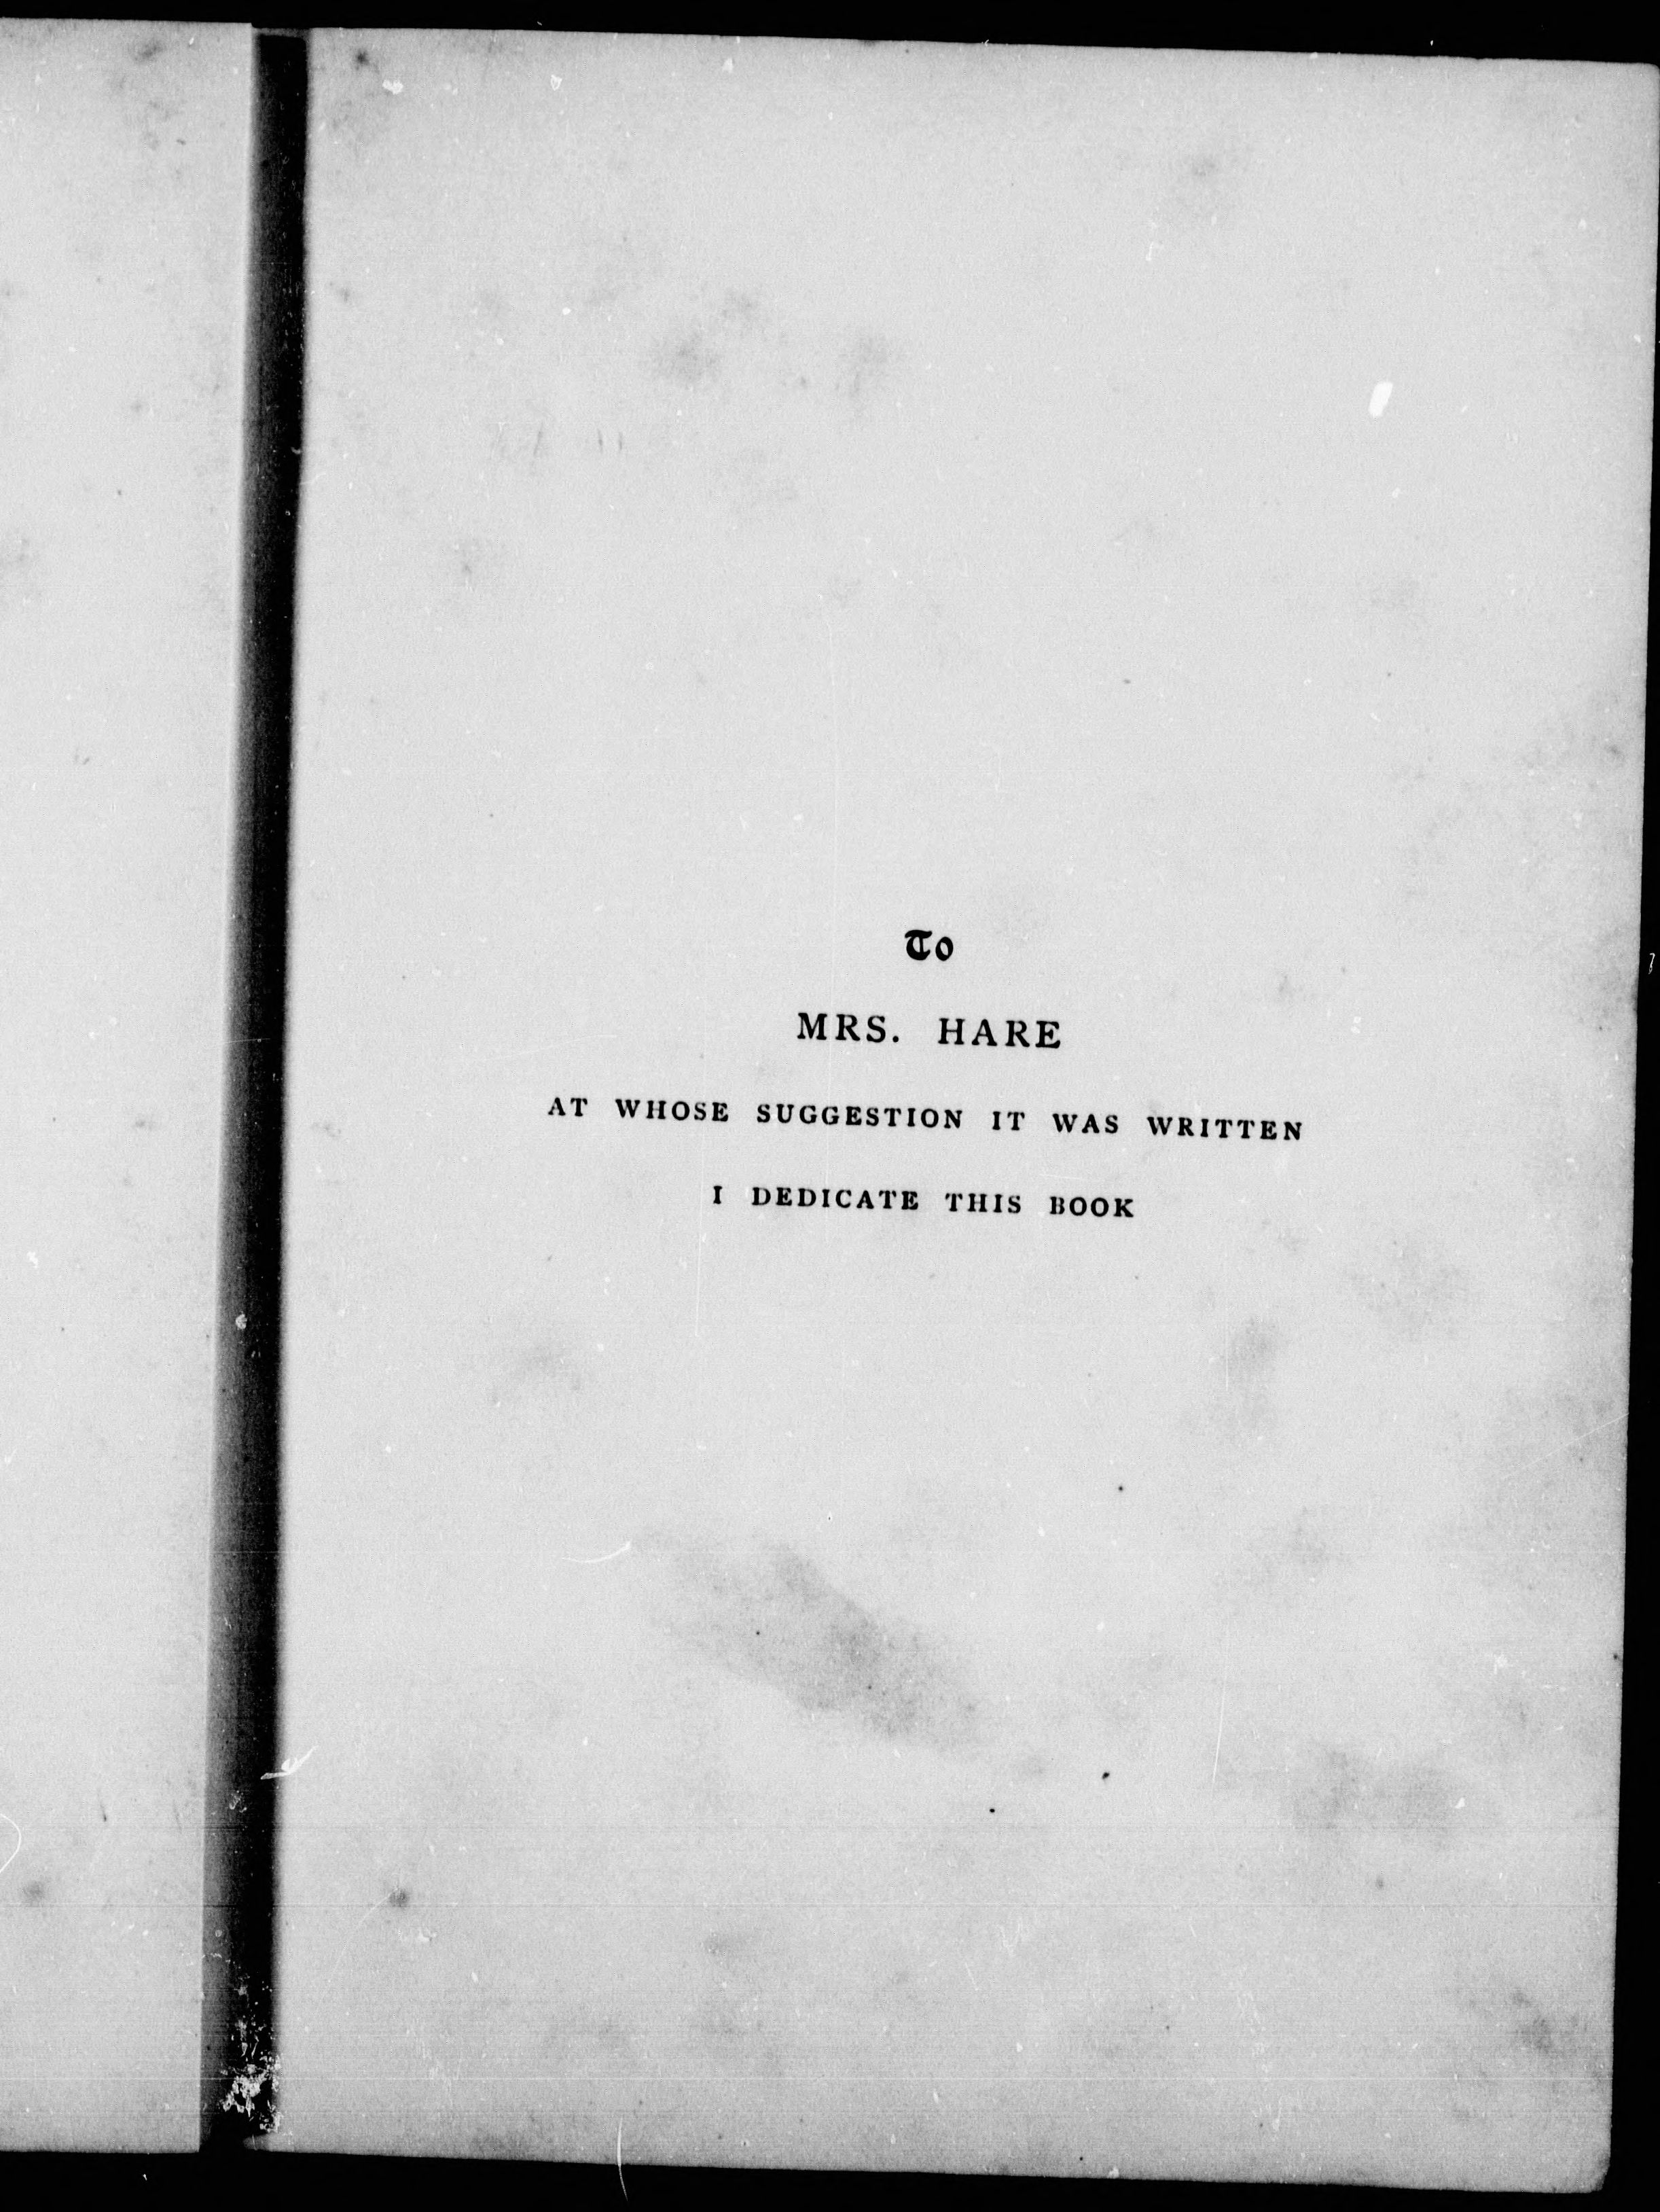 To
MRS. HARE
AT WHOSE SUGGESTION IT WAS WRITTEN
I DEDICATE THIS BOOK